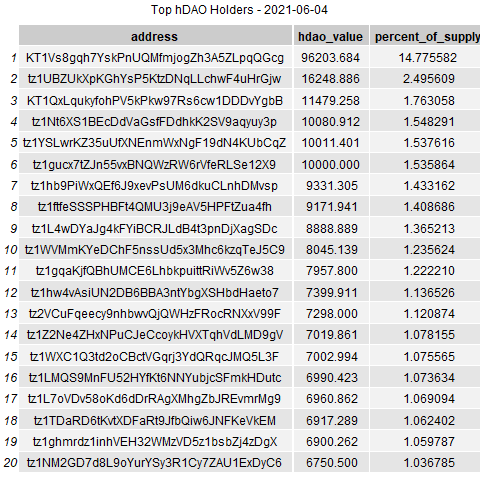 Top hDAO Holders - 2021-06-04
address hdao_value percent_of_supply
1 KT1Vs8gqh7YskPnUQMfmjogZh3A5ZLpqQGcg 96203.684 14.775582
2 tz1UBZUkXpKGhYsP5KtzDNqLLchwF4uHrGjw 16248.886 2.495609
3 KT1QxLqukyfohPV5kPkw97Rs6cw1DDDvYgbB 11479.258 1.763058
4 tz1Nt6XS1BEcDdVaGsfFDdhkK2SV9aqyuy3p 10080.912 1.548291
5 tz1YSLwrKZ35uUfXNEnmWxNgF19dN4KUbCqZ 10011.401 1.537616
6 tz1gucx7tZJn55vxBNQWzRW6rVfeRLSe12X9 10000.000 1.535864
7 tz1hb9PiWxQEf6J9xevPsUM6dkuCLnhDMvsp 9331.305 1.433162
8 tz1ftfeSSSPHBFt4QMU3j9eAV5HPFtZua4fh 9171.941 1.408686
9 tz1L4wDYaJg4kFYiBCRJLdB4t3pnDjXagSDc 8888.889 1.365213
10 tz1WVMmKYeDChF5nssUd5x3Mhc6kzqTeJ5C9 8045.139 1.235624
11 tz1gqaKjfQBhUMCE6LhbkpuittRiWv5Z6w38 7957.800 1.222210
12 tz1hw4vAsiUN2DB6BBA3ntYbgXSHbdHaeto7 7399.911 1.136526
13 tz2VCuFqeecy9nhbwvQjQWHzFRocRNXxV99F 7298.000 1.120874
14 tz1Z2Ne4ZHxNPuCJeCcoykHVXTqhVdLMD9gV 7019.861 1.078155
15 tz1WXC1Q3td2oCBctVGqrj3YdQRqcJMQ5L3F 7002.994 1.075565
16 tz1LMQS9MnFU52HYfKt6NNYubjcSFmkHDutc 6990.423 1.073634
17 tz1L7oVDv58oKd6dDrRAgXMhgZbJREvmrMg9 6960.862 1.069094
18 tz1TDaRD6tKvtXDFaRt9JfbQiw6JNFKeVkEM 6917.289 1.062402
19 tz1ghmrdz1inhVEH32WMzVD5z1bsbZj4zDgX 6900.262 1.059787
20 tz1NM2GD7d8L9oYurYSy3R1Cy7ZAU1ExDyC6 6750.500 1.036785